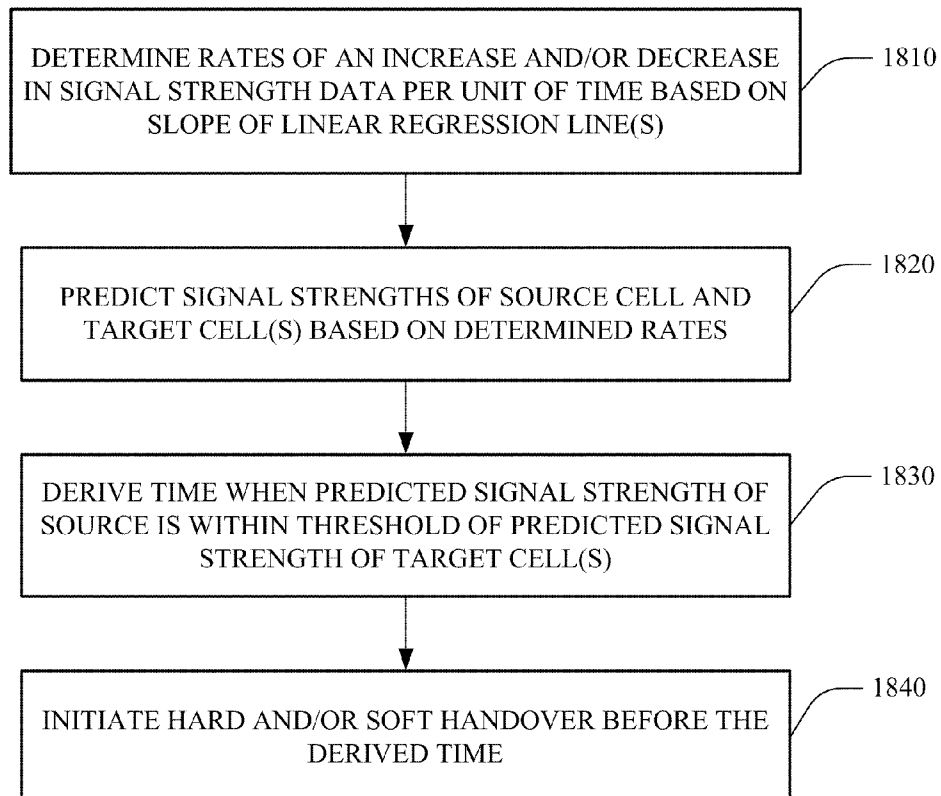 DETERMINE RATES OF AN INCREASE AND/OR DECREASE
IN SIGNAL STRENGTH DATA PER UNIT OF TIME BASED ON
SLOPE OF LINEAR REGRESSION LINE(S)
1810
PREDICT SIGNAL STRENGTHS OF SOURCE CELL AND
TARGET CELL(S) BASED ON DETERMINED RATES
1820
DERIVE TIME WHEN PREDICTED SIGNAL STRENGTH OF
SOURCE IS WITHIN THRESHOLD OF PREDICTED SIGNAL
STRENGTH OF TARGET CELL(S)
1830
INITIATE HARD AND/OR SOFT HANDOVER BEFORE THE
DERIVED TIME
1840